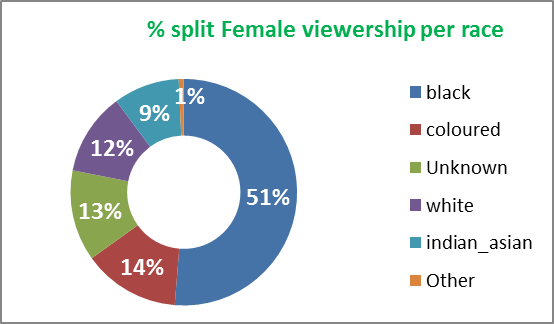 % split Female viewership per race
1%
9%
12%
13%
14%
51%
black
coloured
Unknown
white
indian_asian
Other